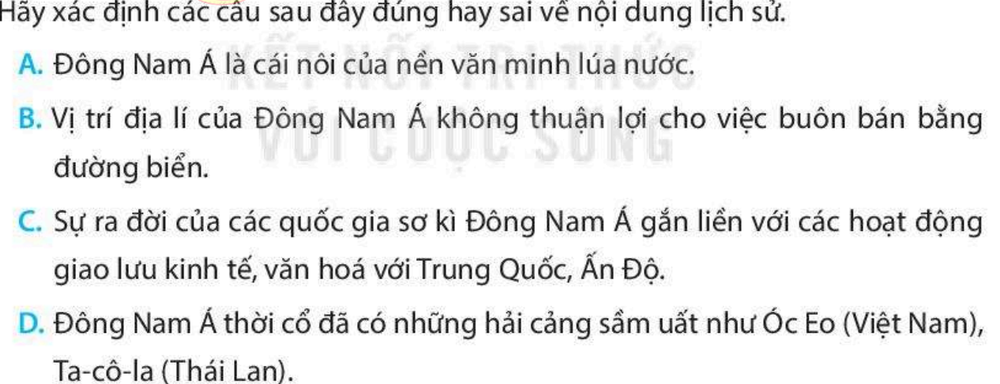 Hãy xác định các câu sau đây đúng hay sai về nội dung lịch sử.
A. Đông Nam Á là cái nôi của nền văn minh lúa nước.
B. Vị trí địa lí của Đông Nam Á không thuận lợi cho việc buôn bán bằng
đường biển.
C. Sự ra đời của các quốc gia sơ kì Đông Nam Á gắn liền với các hoạt động
giao lưu kinh tế, văn hoá với Trung Quốc, Ấn Độ.
D. Đông Nam Á thời cổ đã có những hải cảng sầm uất như Óc Eo (Việt Nam),
Ta-cô-la (Thái Lan).
KẾT NỐI TRI THỨC
VỚI CUỘC SỐNG